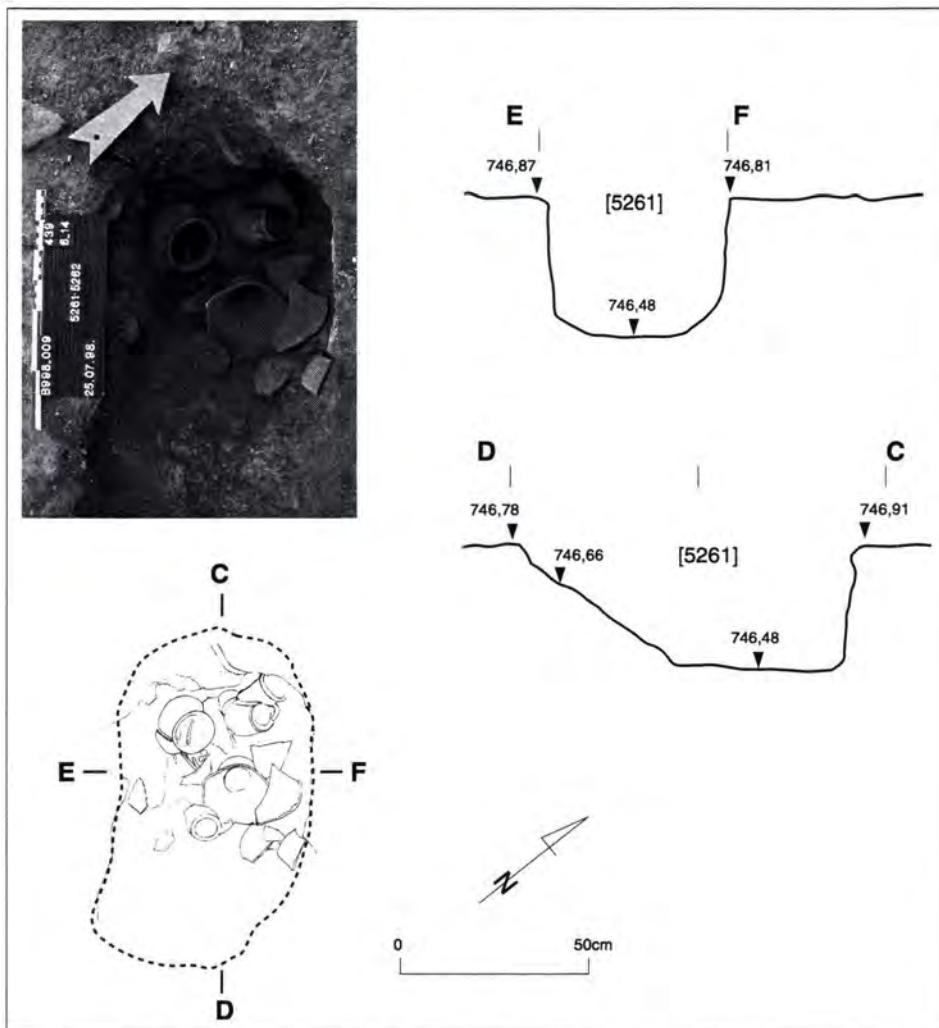 B998.009 439
6.14
5261·5262
25.07.98.
E F
746,87 746,81
[5261]
746,48
D C
746,78 746,91
746,66 [5261]
746,48
C
E F
D
N
0 50cm